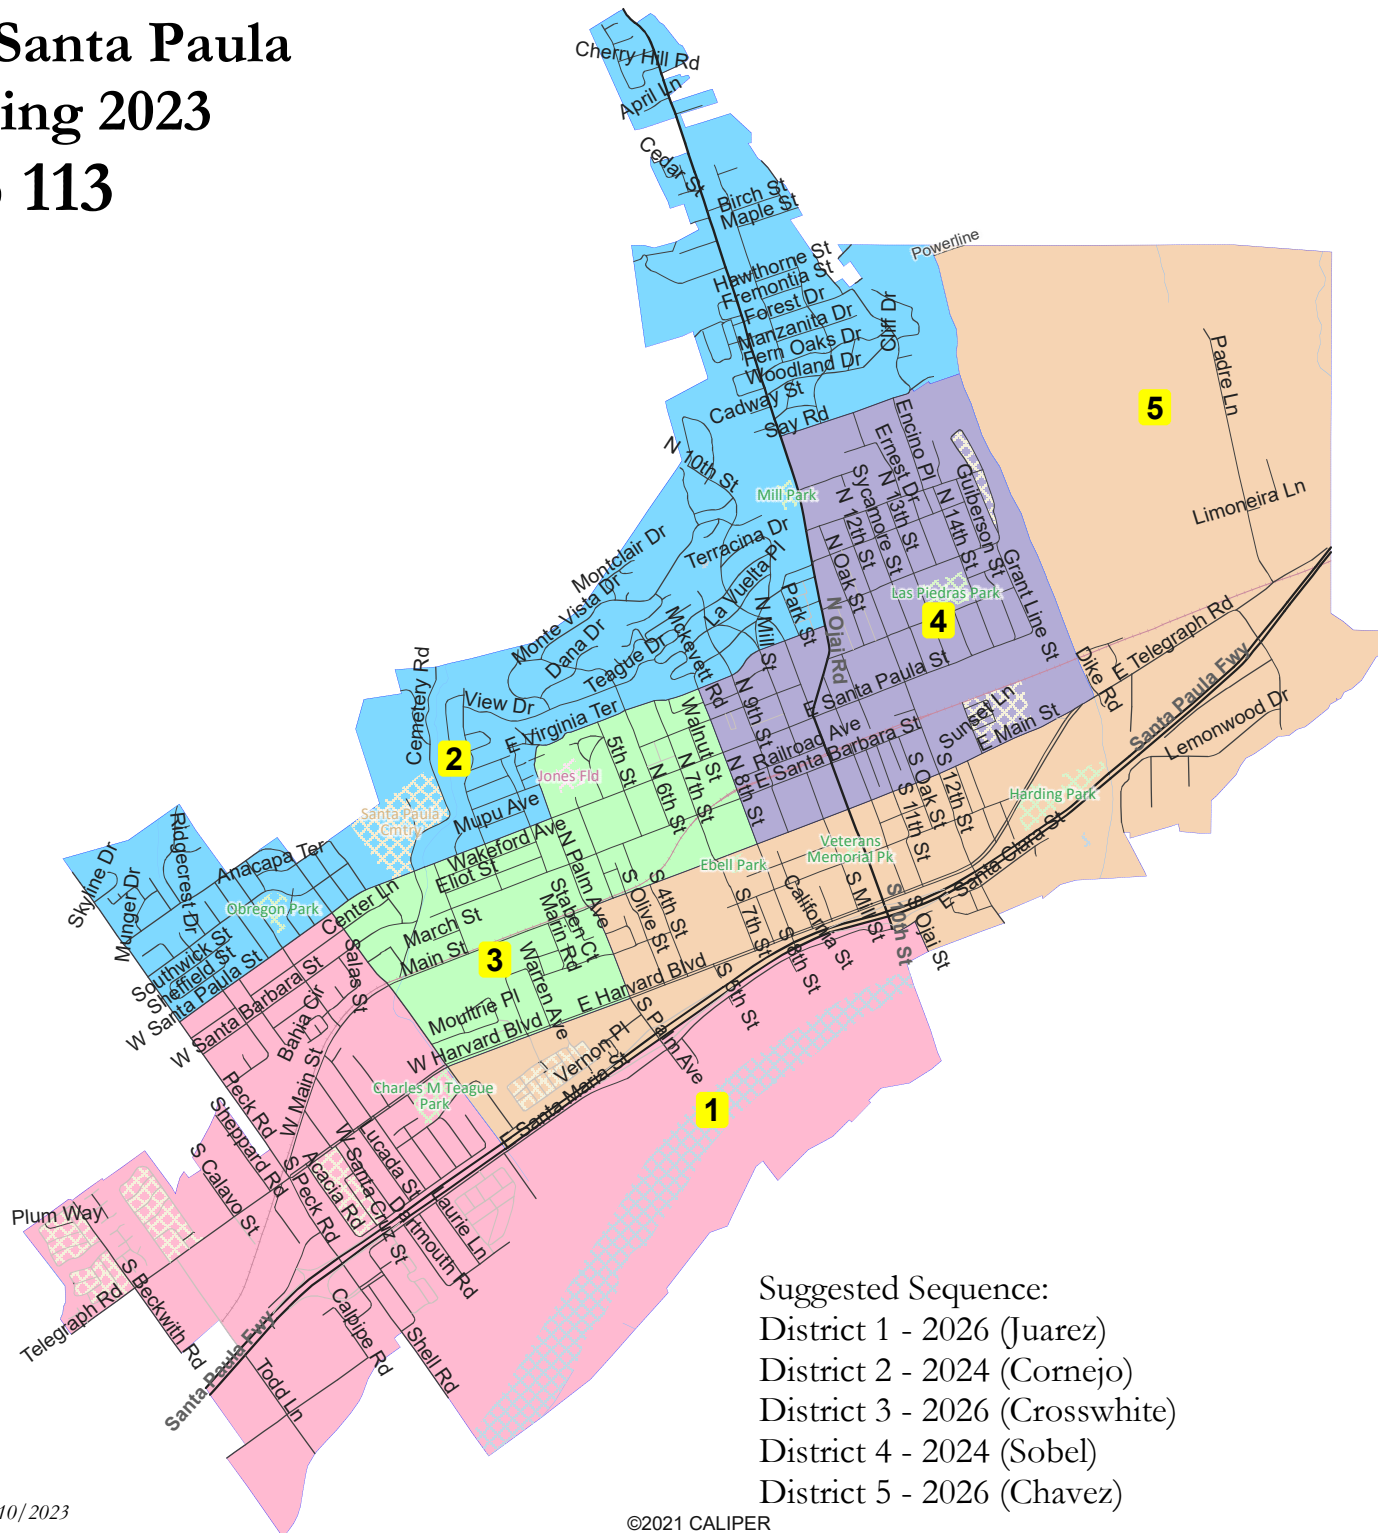 Santa Paula
ing 2023
113
Cherry Hill Rd
April Ln
Cedar St
Birch St
Maple St
Powerline
Hawthorne St
Fremontia St
Forest Dr
Manzanita Dr
Fern Oaks Dr
Woodland Dr
Cliff Dr
Cadway St
Say Rd
Padre Ln
5
Limoneira Ln
N 10th St
Mill Park
Encino Pl
Ernest Dr
N 13th St
Sycamore St
N 12th St
N Oak St
N 14th St
Guiberson St
Grant Line St
Las Piedras Park
4
Montclair Dr
Terracina Dr
La Vuelta Pl
Monte Vista Dr
Dana Dr
Teague Dr
Mckevett Rd
N Mill St
Park St
N Ojai Rd
E Santa Paula St
Dike Rd
E Telegraph Rd
Santa Paula Fwy
Lemonwood Dr
Cemetery Rd
View Dr
E Virginia Ter
2
Walnut St
N 9th St
Railroad Ave
E Santa Barbara St
Sunset Ln
E Main St
5th St
N 6th St
N 7th St
N 8th St
Jones Fld
Harding Park
Santa Paula
Cmtry
Mupu Ave
Wakeford Ave
Eliot St
N Palm Ave
S Oak St
S 12th St
S 11th St
Veterans
Memorial Pk
Ebell Park
E Santa Clara St
Skyline Dr
Munger Dr
Ridgecrest Dr
Anacapa Ter
Obregon Park
Center Ln
March St
Main St
3
Staben Ct
Marin Rd
S Olive St
S 4th St
S 7th St
California St
S Mill St
S 10th St
S Ojai St
S 8th St
S 5th St
Southwick St
S Sheffield St
W Santa Paula St
W Santa Barbara St
Salas St
Bahia Cir
Warren Ave
Moultrie Pl
E Harvard Blvd
W Harvard Blvd
S Palm Ave
Vernon Pl
E Santa Maria St
W Main St
Charles M Teague
Park
Peck Rd
Sheppard Rd
S Calavo St
S Peck Rd
Acacia Rd
W Santa Cruz St
Lucada St
Dartmouth Rd
Laurie Ln
1
Plum Way
Telegraph Rd
S Beckwith Rd
Santa Paula Fwy
Todd Ln
Calpipe Rd
Shell Rd
Suggested Sequence:
District 1 - 2026 (Juarez)
District 2 - 2024 (Cornejo)
District 3 - 2026 (Crosswhite)
District 4 - 2024 (Sobel)
District 5 - 2026 (Chavez)
10/2023
©2021 CALIPER